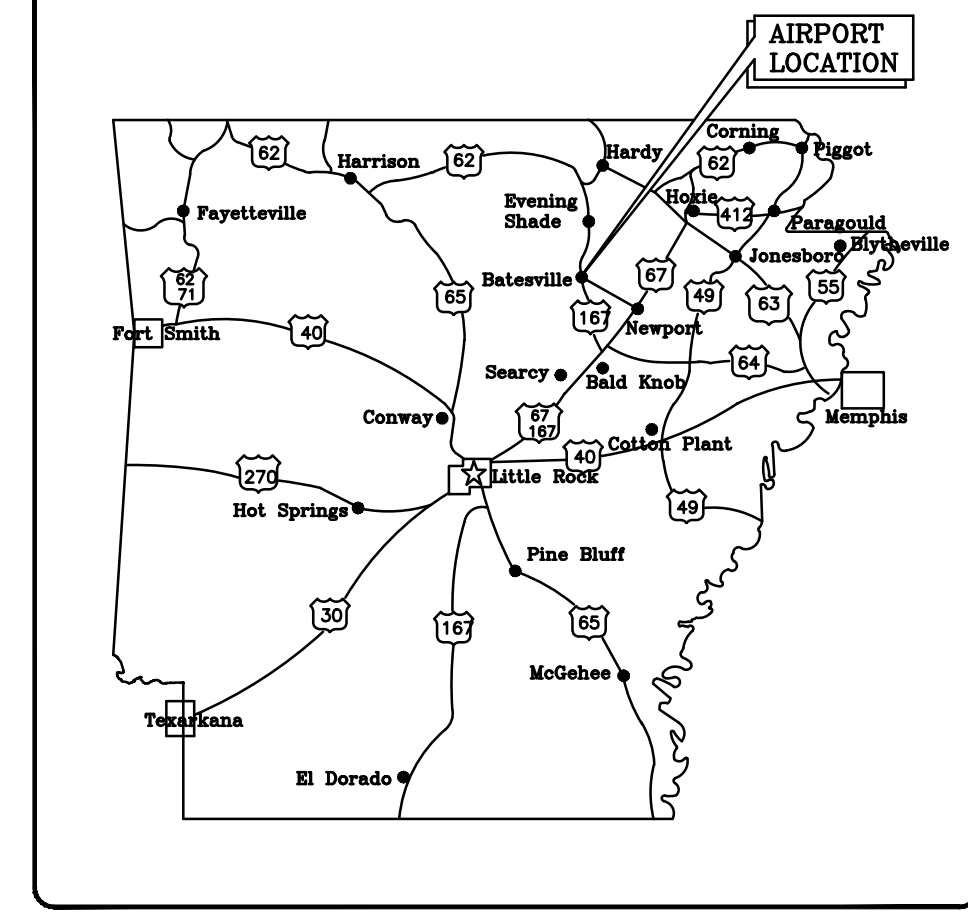 AIRPORT
LOCATION
Corning
62
Harrison
62
Hardy
62
Piggot
Evening
Shade
Hoxie
412
Fayetteville
Paragould
Blytheville
Jonesboro
Batesville
67
62
71
65
49
63
55
167
Newport
Fort Smith
40
64
Searcy
Bald Knob
Conway
67
167
Memphis
Cotton Plant
40
270
Little Rock
Hot Springs
49
Pine Bluff
30
167
65
McGehee
Texarkana
El Dorado